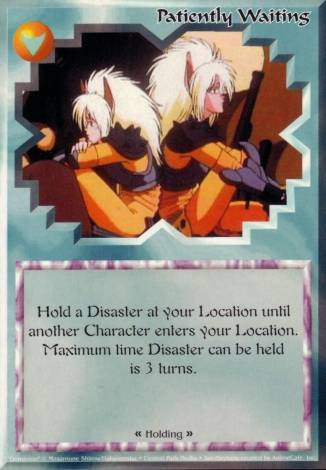 Patiently Waiting
Hold a Disaster at your Location until
another Character enters your Location.
Maximum time Disaster can be held
is 3 turns.
« Holding »